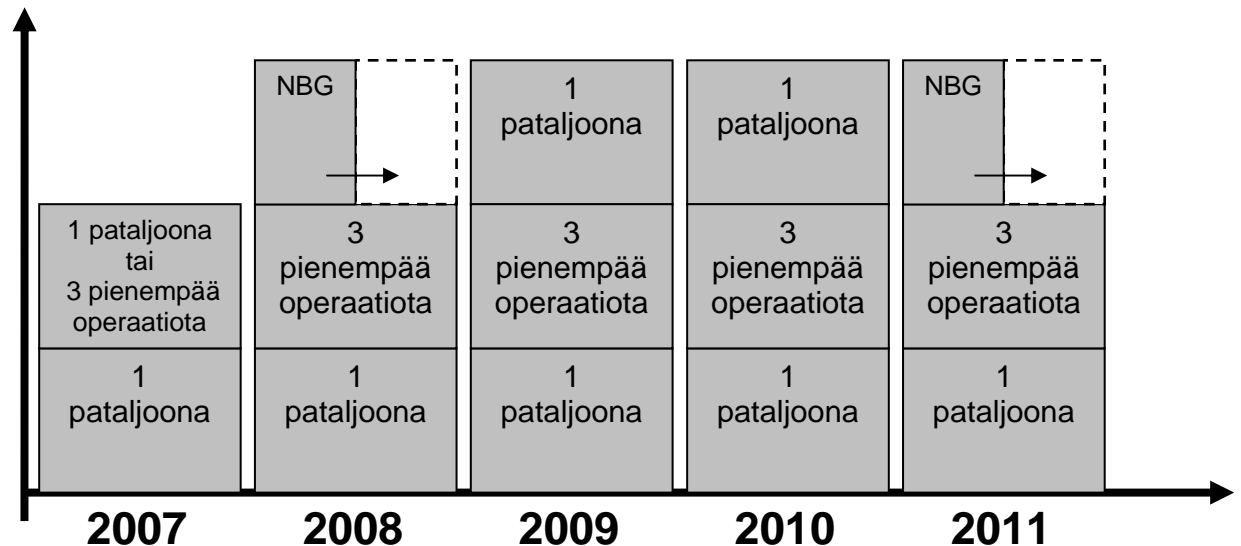 NBG
1
pataljoona
1
pataljoona
NBG
1 pataljoona
tai
3 pienempää
operaatiota
3
pienempää
operaatiota
3
pienempää
operaatiota
3
pienempää
operaatiota
3
pienempää
operaatiota
1
pataljoona
1
pataljoona
1
pataljoona
1
pataljoona
1
pataljoona
2007
2008
2009
2010
2011